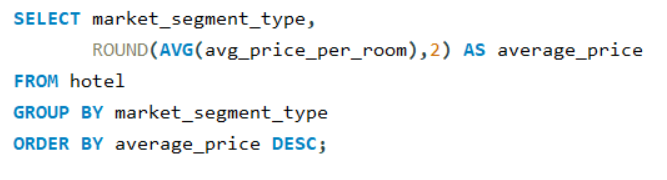 SELECT market_segment_type,
ROUND(AVG(avg_price_per_room),2) AS average_price
FROM hotel
GROUP BY market_segment_type
ORDER BY average_price DESC;